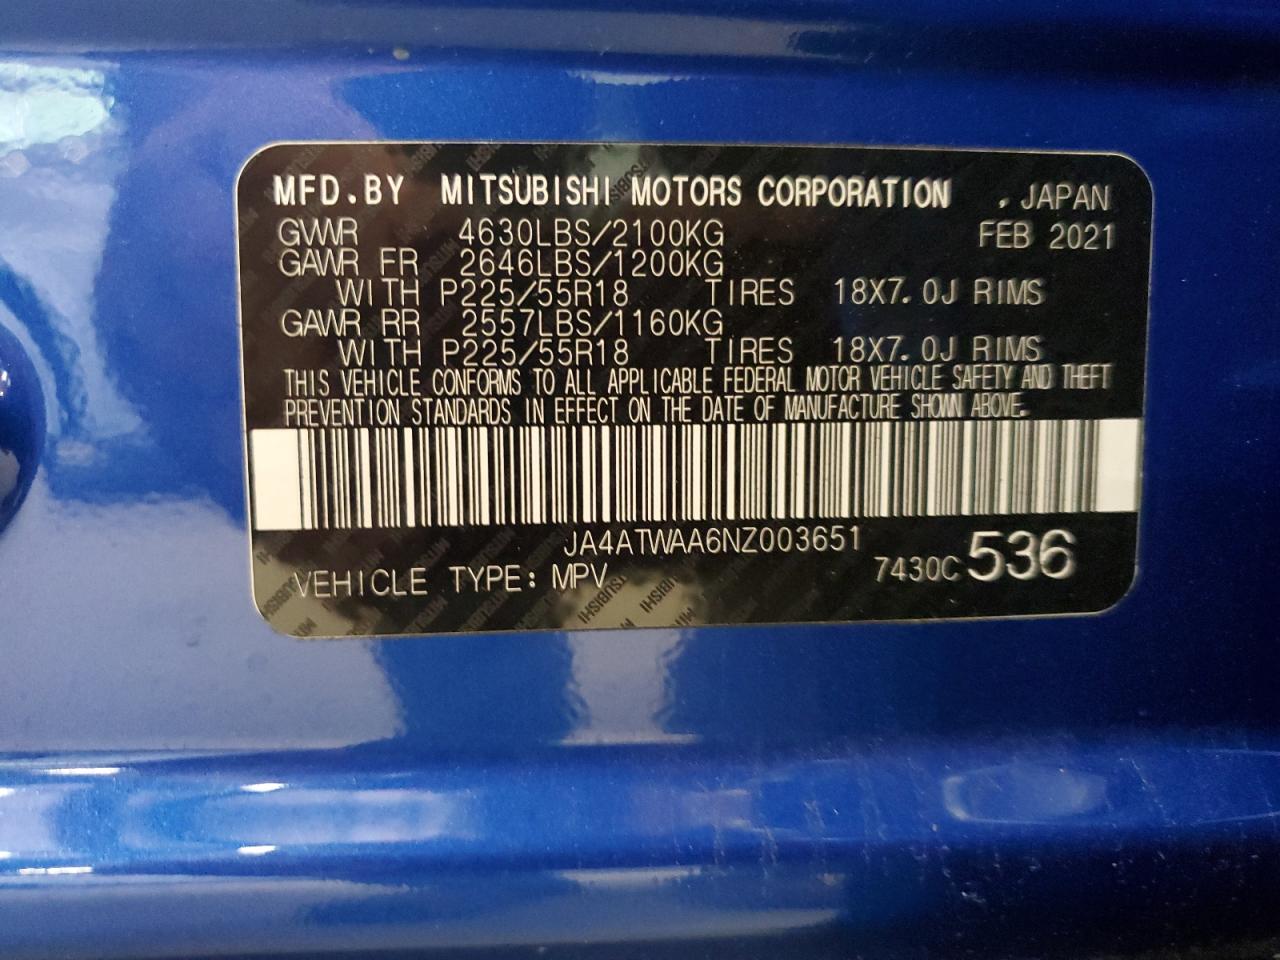 MFD.BY MITSUBISHI MOTORS CORPORATION , JAPAN
GVWR 4630LBS/2100KG FEB 2021
GAWR FR 2646LBS/1200KG
WITH P225/55R18 TIRES 18X7.0J RIMS
GAWR RR 2557LBS/1160KG
WITH P225/55R18 TIRES 18X7.0J RIMS
THIS VEHICLE CONFORMS TO ALL APPLICABLE FEDERAL MOTOR VEHICLE SAFETY AND THEFT
PREVENTION STANDARDS IN EFFECT ON THE DATE OF MANUFACTURE SHOWN ABOVE.
JA4ATWAA6NZ003651
VEHICLE TYPE: MPV 7430C 536